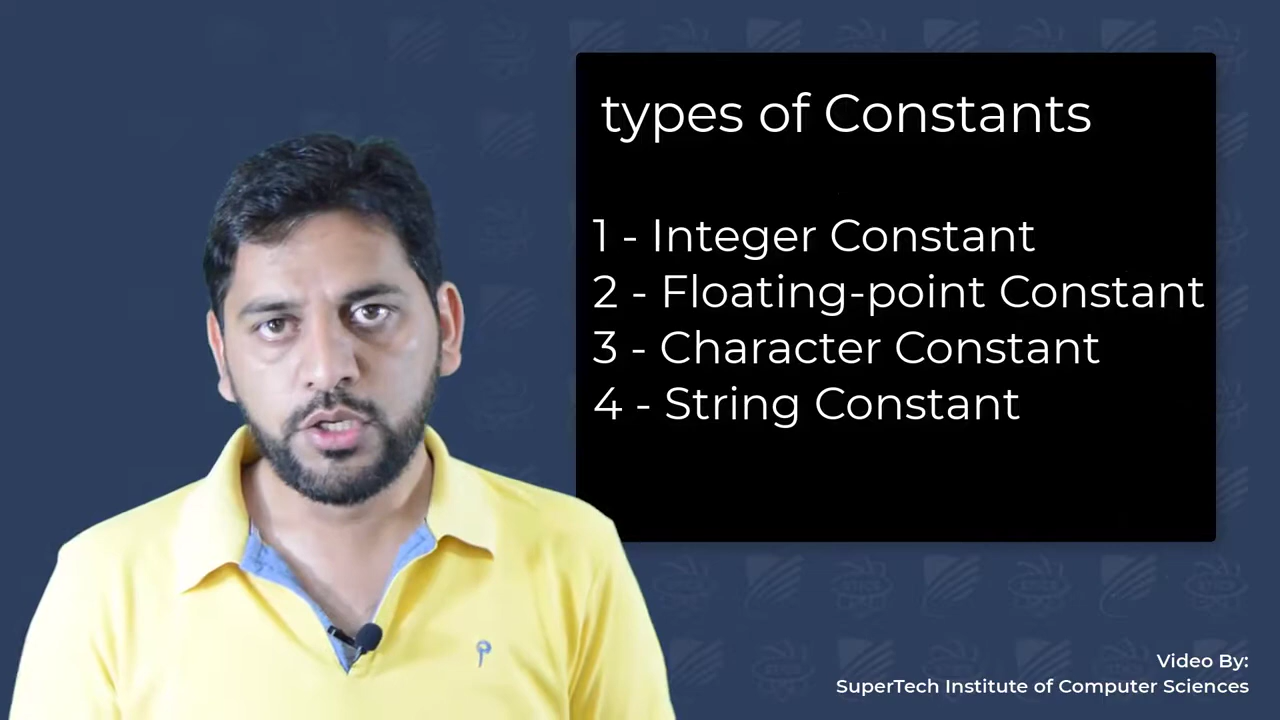 types of Constants
1 - Integer Constant
2 - Floating-point Constant
3 - Character Constant
4 - String Constant
Video By:
SuperTech Institute of Computer Sciences